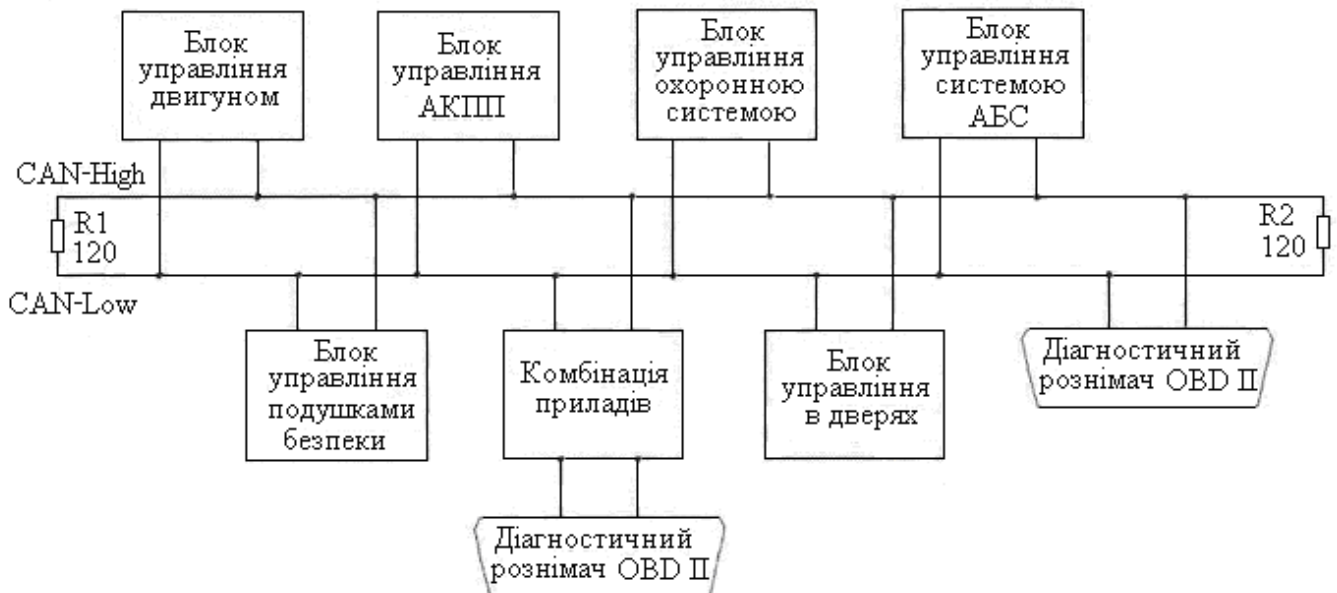 Блок
управління
двигуном
Блок
управління
АКПП
Блок
управління
охоронною
системою
Блок
управління
системою
АБС
CAN-High
R1
120
R2
120
CAN-Low
Блок
управління
подушками
безпеки
Комбінація
приладів
Блок
управління
в дверях
Діагностичний
рознімач OBD II
Діагностичний
рознімач OBD II